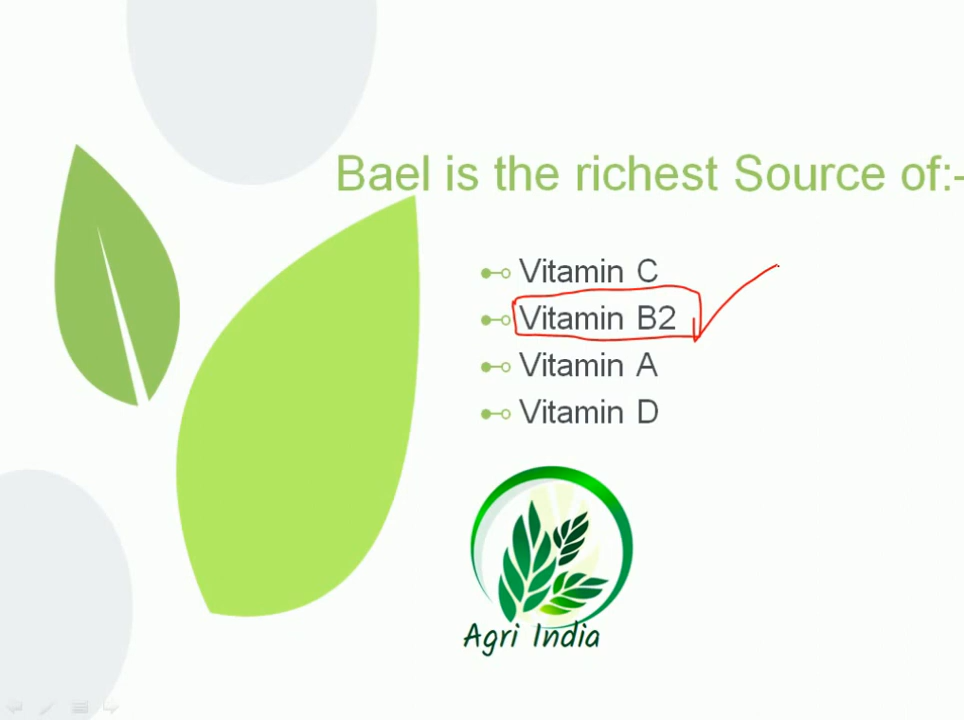 Bael is the richest Source of:-
Vitamin C
Vitamin B2
Vitamin A
Vitamin D
Agri India